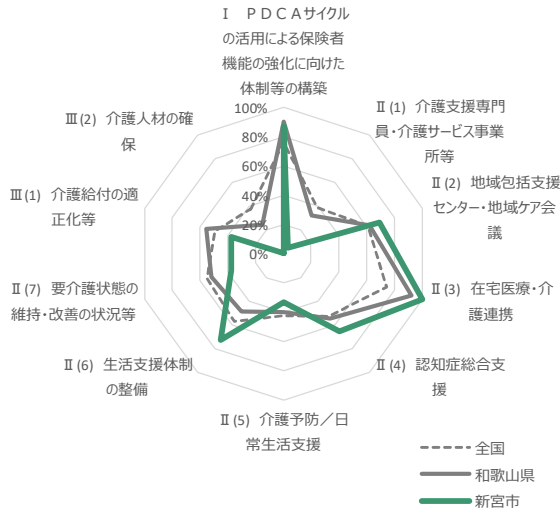 Ⅰ　ＰＤＣＡサイクル
の活用による保険者
機能の強化に向けた
体制等の構築
Ⅱ(1) 介護支援専門
員・介護サービス事業
所等
Ⅱ(2) 地域包括支援
センター・地域ケア会
議
Ⅱ(3) 在宅医療・介
護連携
Ⅱ(4) 認知症総合支
援
Ⅱ(5) 介護予防／日
常生活支援
Ⅱ(6) 生活支援体制
の整備
Ⅱ(7) 要介護状態の
維持・改善の状況等
Ⅲ(1) 介護給付の適
正化等
Ⅲ(2) 介護人材の確
保
100%
80%
60%
40%
20%
0%
全国
和歌山県
新宮市